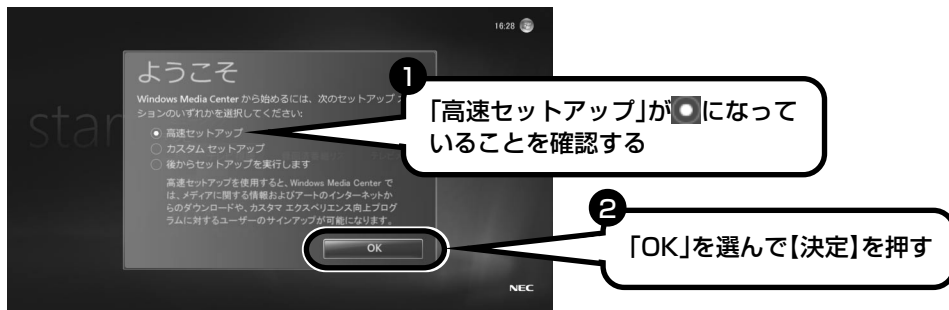 16:28
ようこそ
Windows Media Center から始めるには、次のセットアップ
ションのいずれかを選択してください:
star
高速セットアップ
カスタム セットアップ
後からセットアップを実行します
高速セットアップを使用すると、Windows Media Center で
は、メディアに関する情報およびアートのインターネットか
らのダウンロードや、カスタマ エクスペリエンス向上プログ
ラムに対するユーザーのサインアップが可能になります。
OK
NEC
1
「高速セットアップ」が になって
いることを確認する
2
「OK」を選んで【決定】を押す